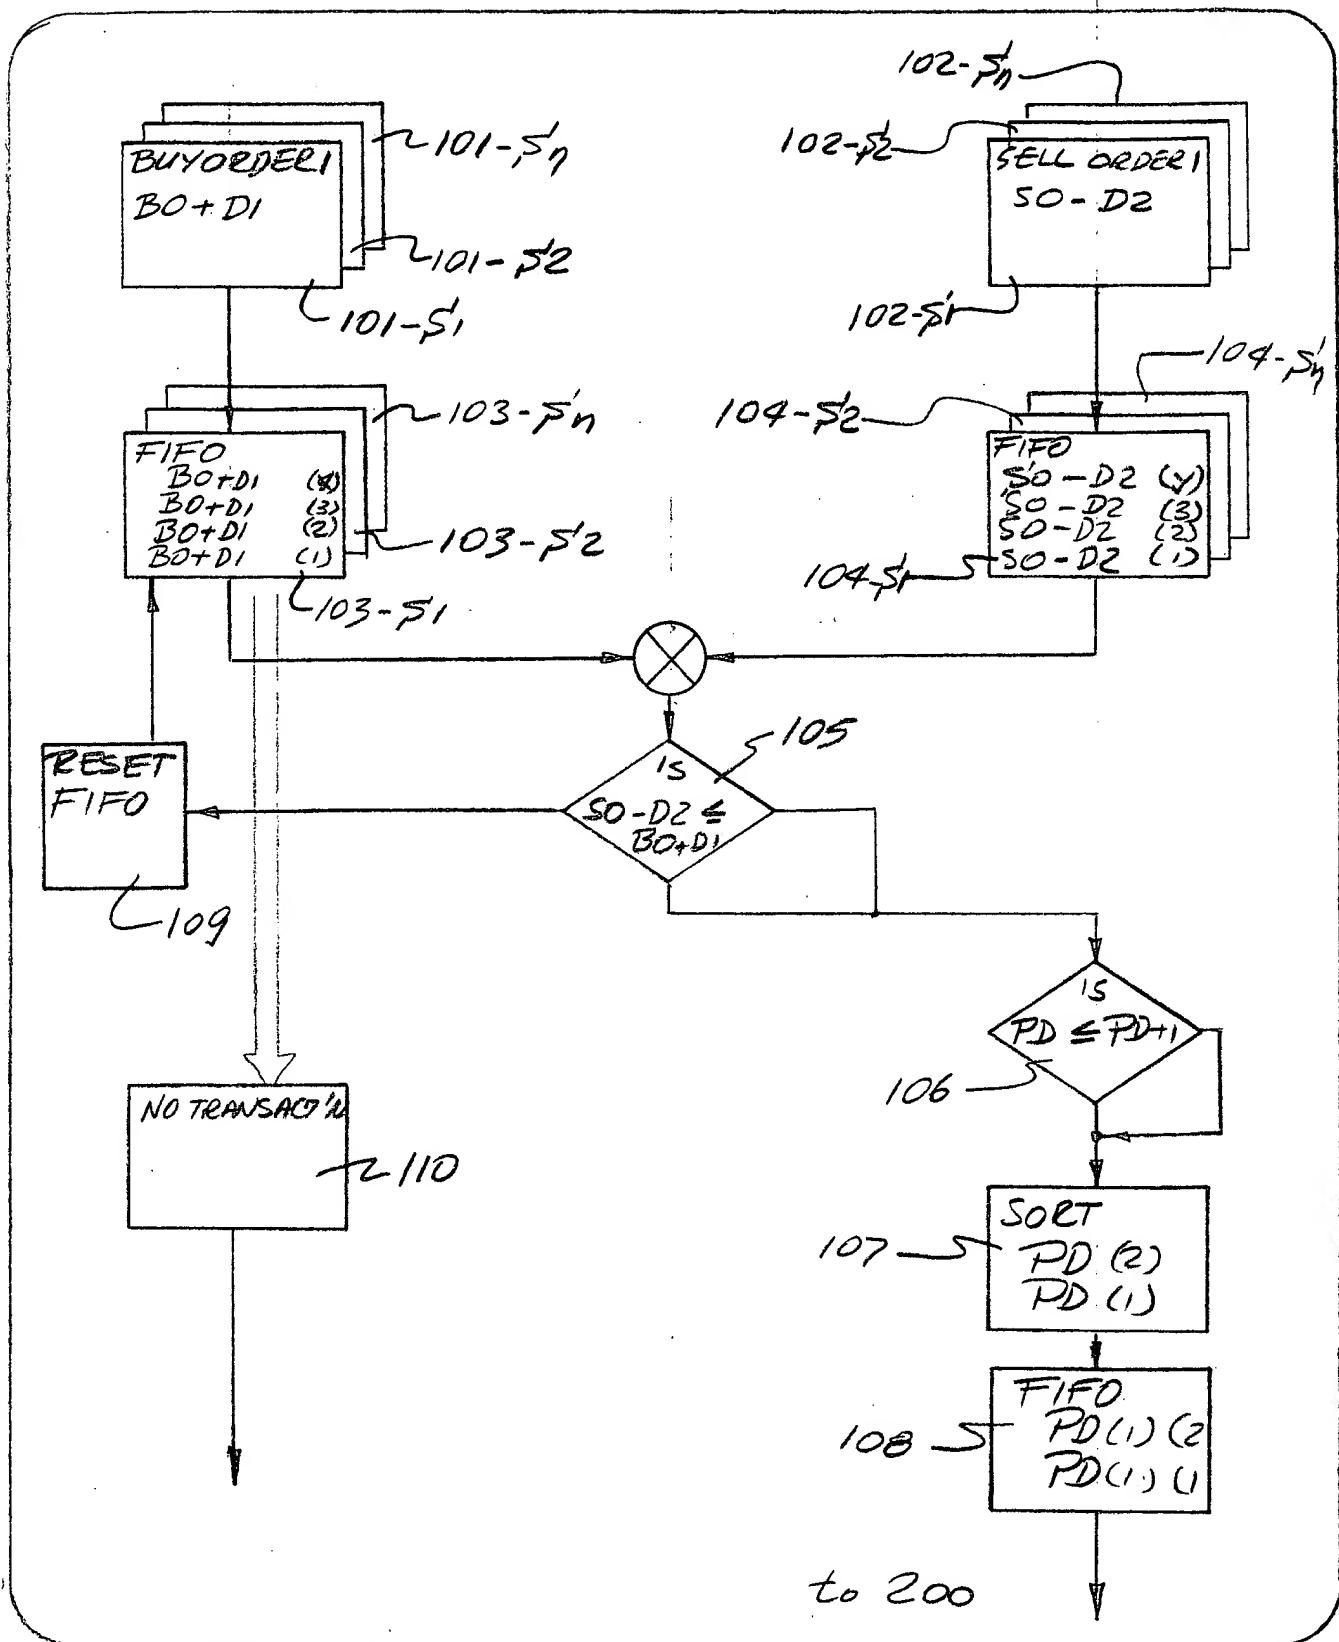 102-S'n
101-S'n
102-S'2
BUYORDER1
BO+D1
SELL ORDER1
SO-D2
101-S'2
101-S'1
102-S'1
104-S'n
103-S'n
104-S'2
FIFO
BO+D1 (4)
BO+D1 (3)
BO+D1 (2)
BO+D1 (1)
FIFO
SO-D2 (4)
SO-D2 (3)
SO-D2 (2)
SO-D2 (1)
103-S'2
104-S'1
103-S'1
105
RESET
FIFO
IS
SO-D2 ≤
BO+D1
109
IS
PD ≤ PD+1
106
NO TRANSACT'N
110
SORT
PD (2)
PD (1)
107
FIFO
PD(1) (2
PD(1) (1
108
to 200